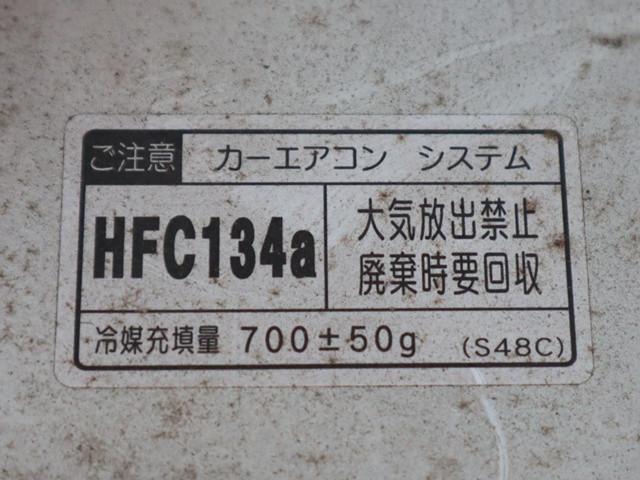 ご注意 カーエアコン システム
HFC134a
大気放出禁止
廃棄時要回収
冷媒充填量 700±50g (S48C)